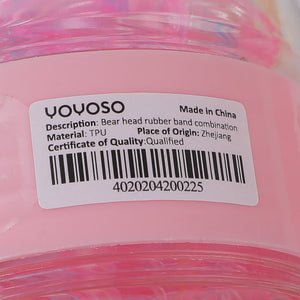 YOYOSO Made in China
Description: Bear head rubber band combination
Material: TPU Place of Origin: Zhejiang
Certificate of Quality:Qualified
4020204200225